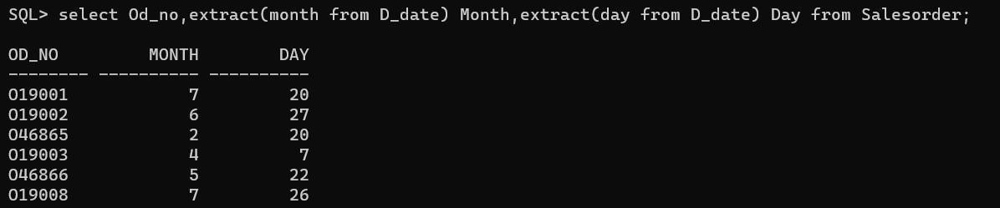 SQL> select Od_no,extract(month from D_date) Month,extract(day from D_date) Day from Salesorder;
OD_NO         MONTH        DAY
-------- ---------- ----------
O19001            7         20
O19002            6         27
O46865            2         20
O19003            4          7
O46866            5         22
O19008            7         26